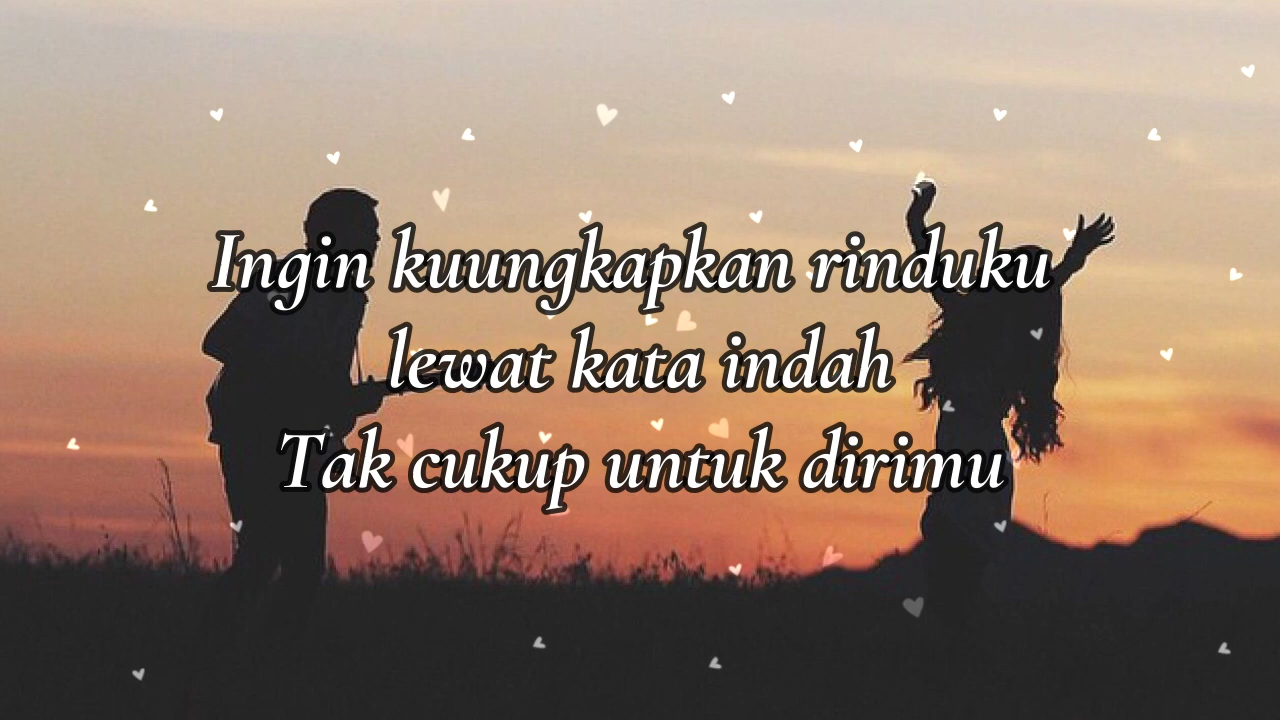 Ingin kuungkapkan rinduku
lewat kata indah
Tak cukup untuk dirimu